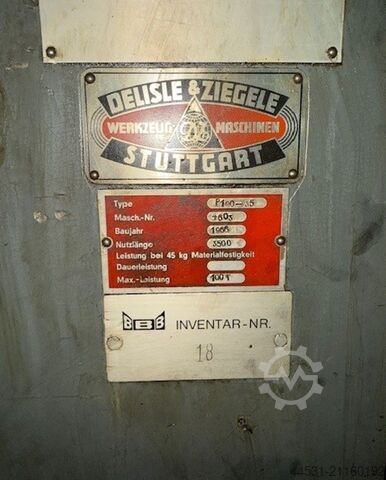 DELISLE & ZIEGELE
WERKZEUG MASCHINEN
STUTTGART
Type
Masch.-Nr.
Baujahr
Nutzlänge 3500
Leistung bei 45 kg Materialfestigkeit
Dauerleistung
Max.-Leistung 100 T
BBB INVENTAR-NR.
18